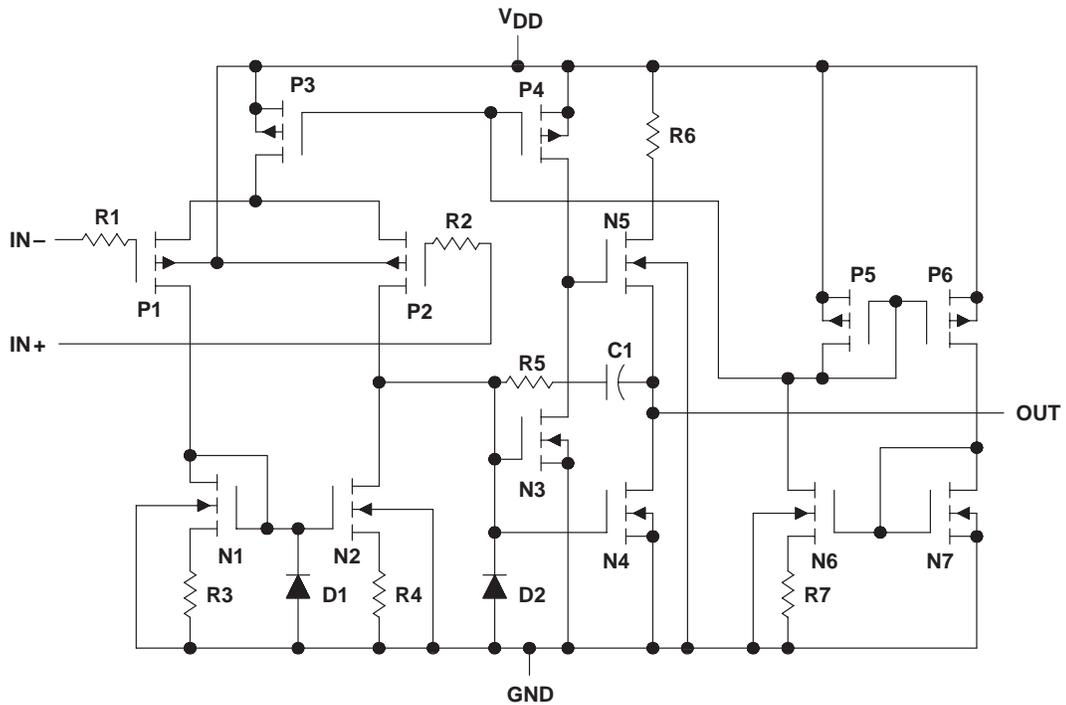 VDD
P3
P4
R6
R1
R2
N5
IN−
P5
P6
P1
P2
IN+
R5
C1
OUT
N3
N1
N2
N4
N6
N7
R3
D1
R4
D2
R7
GND